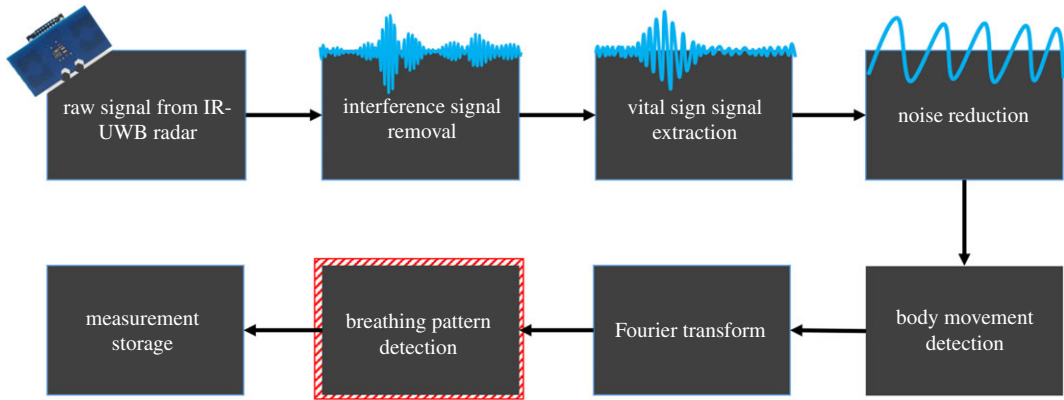 raw signal from IR-
UWB radar
interference signal
removal
vital sign signal
extraction
noise reduction
measurement
storage
breathing pattern
detection
Fourier transform
body movement
detection